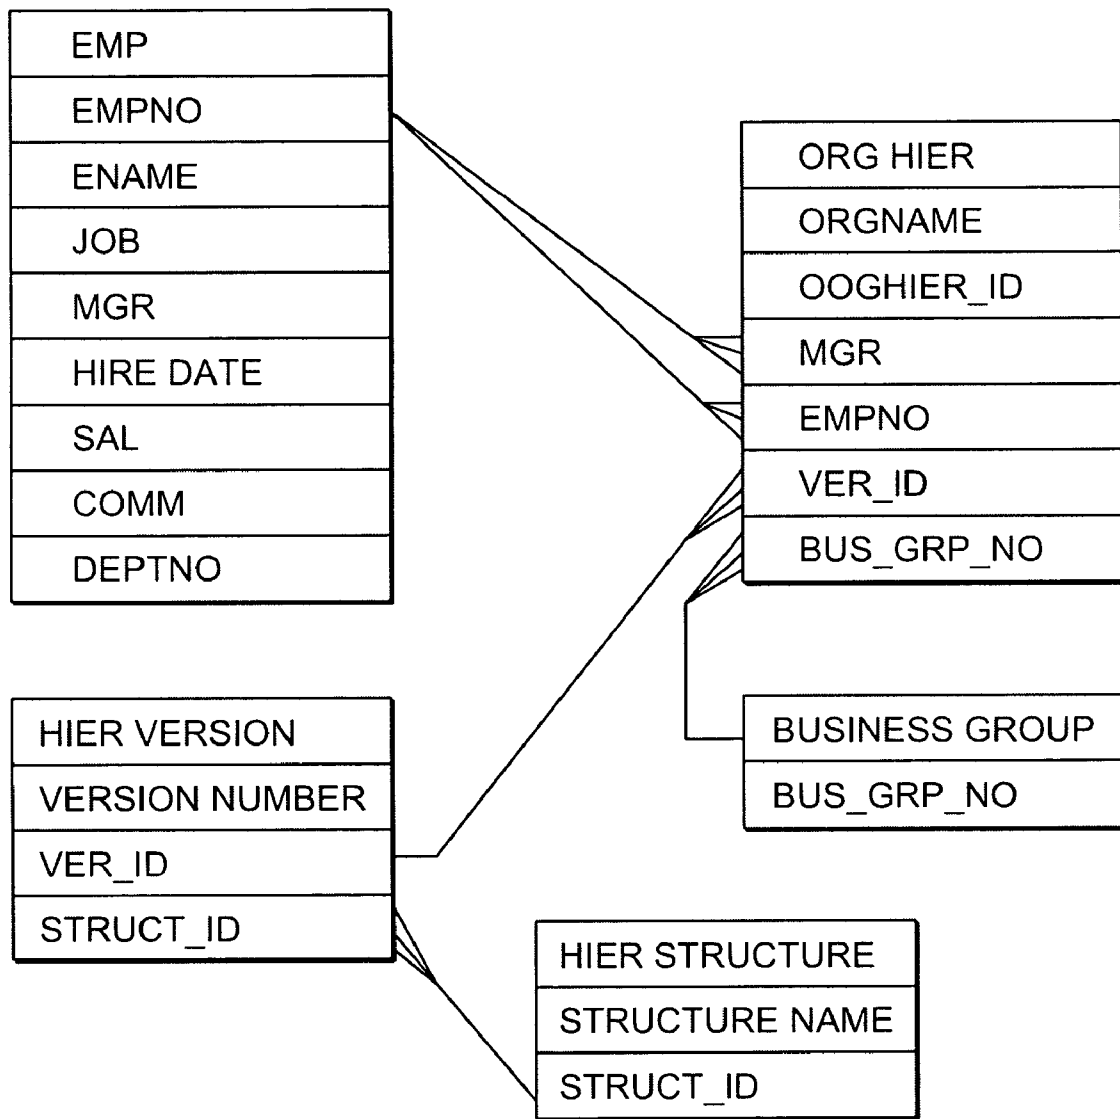 EMP
EMPNO
ENAME
JOB
MGR
HIRE DATE
SAL
COMM
DEPTNO
ORG HIER
ORGNAME
OOGHIER_ID
MGR
EMPNO
VER_ID
BUS_GRP_NO
HIER VERSION
VERSION NUMBER
VER_ID
STRUCT_ID
BUSINESS GROUP
BUS_GRP_NO
HIER STRUCTURE
STRUCTURE NAME
STRUCT_ID